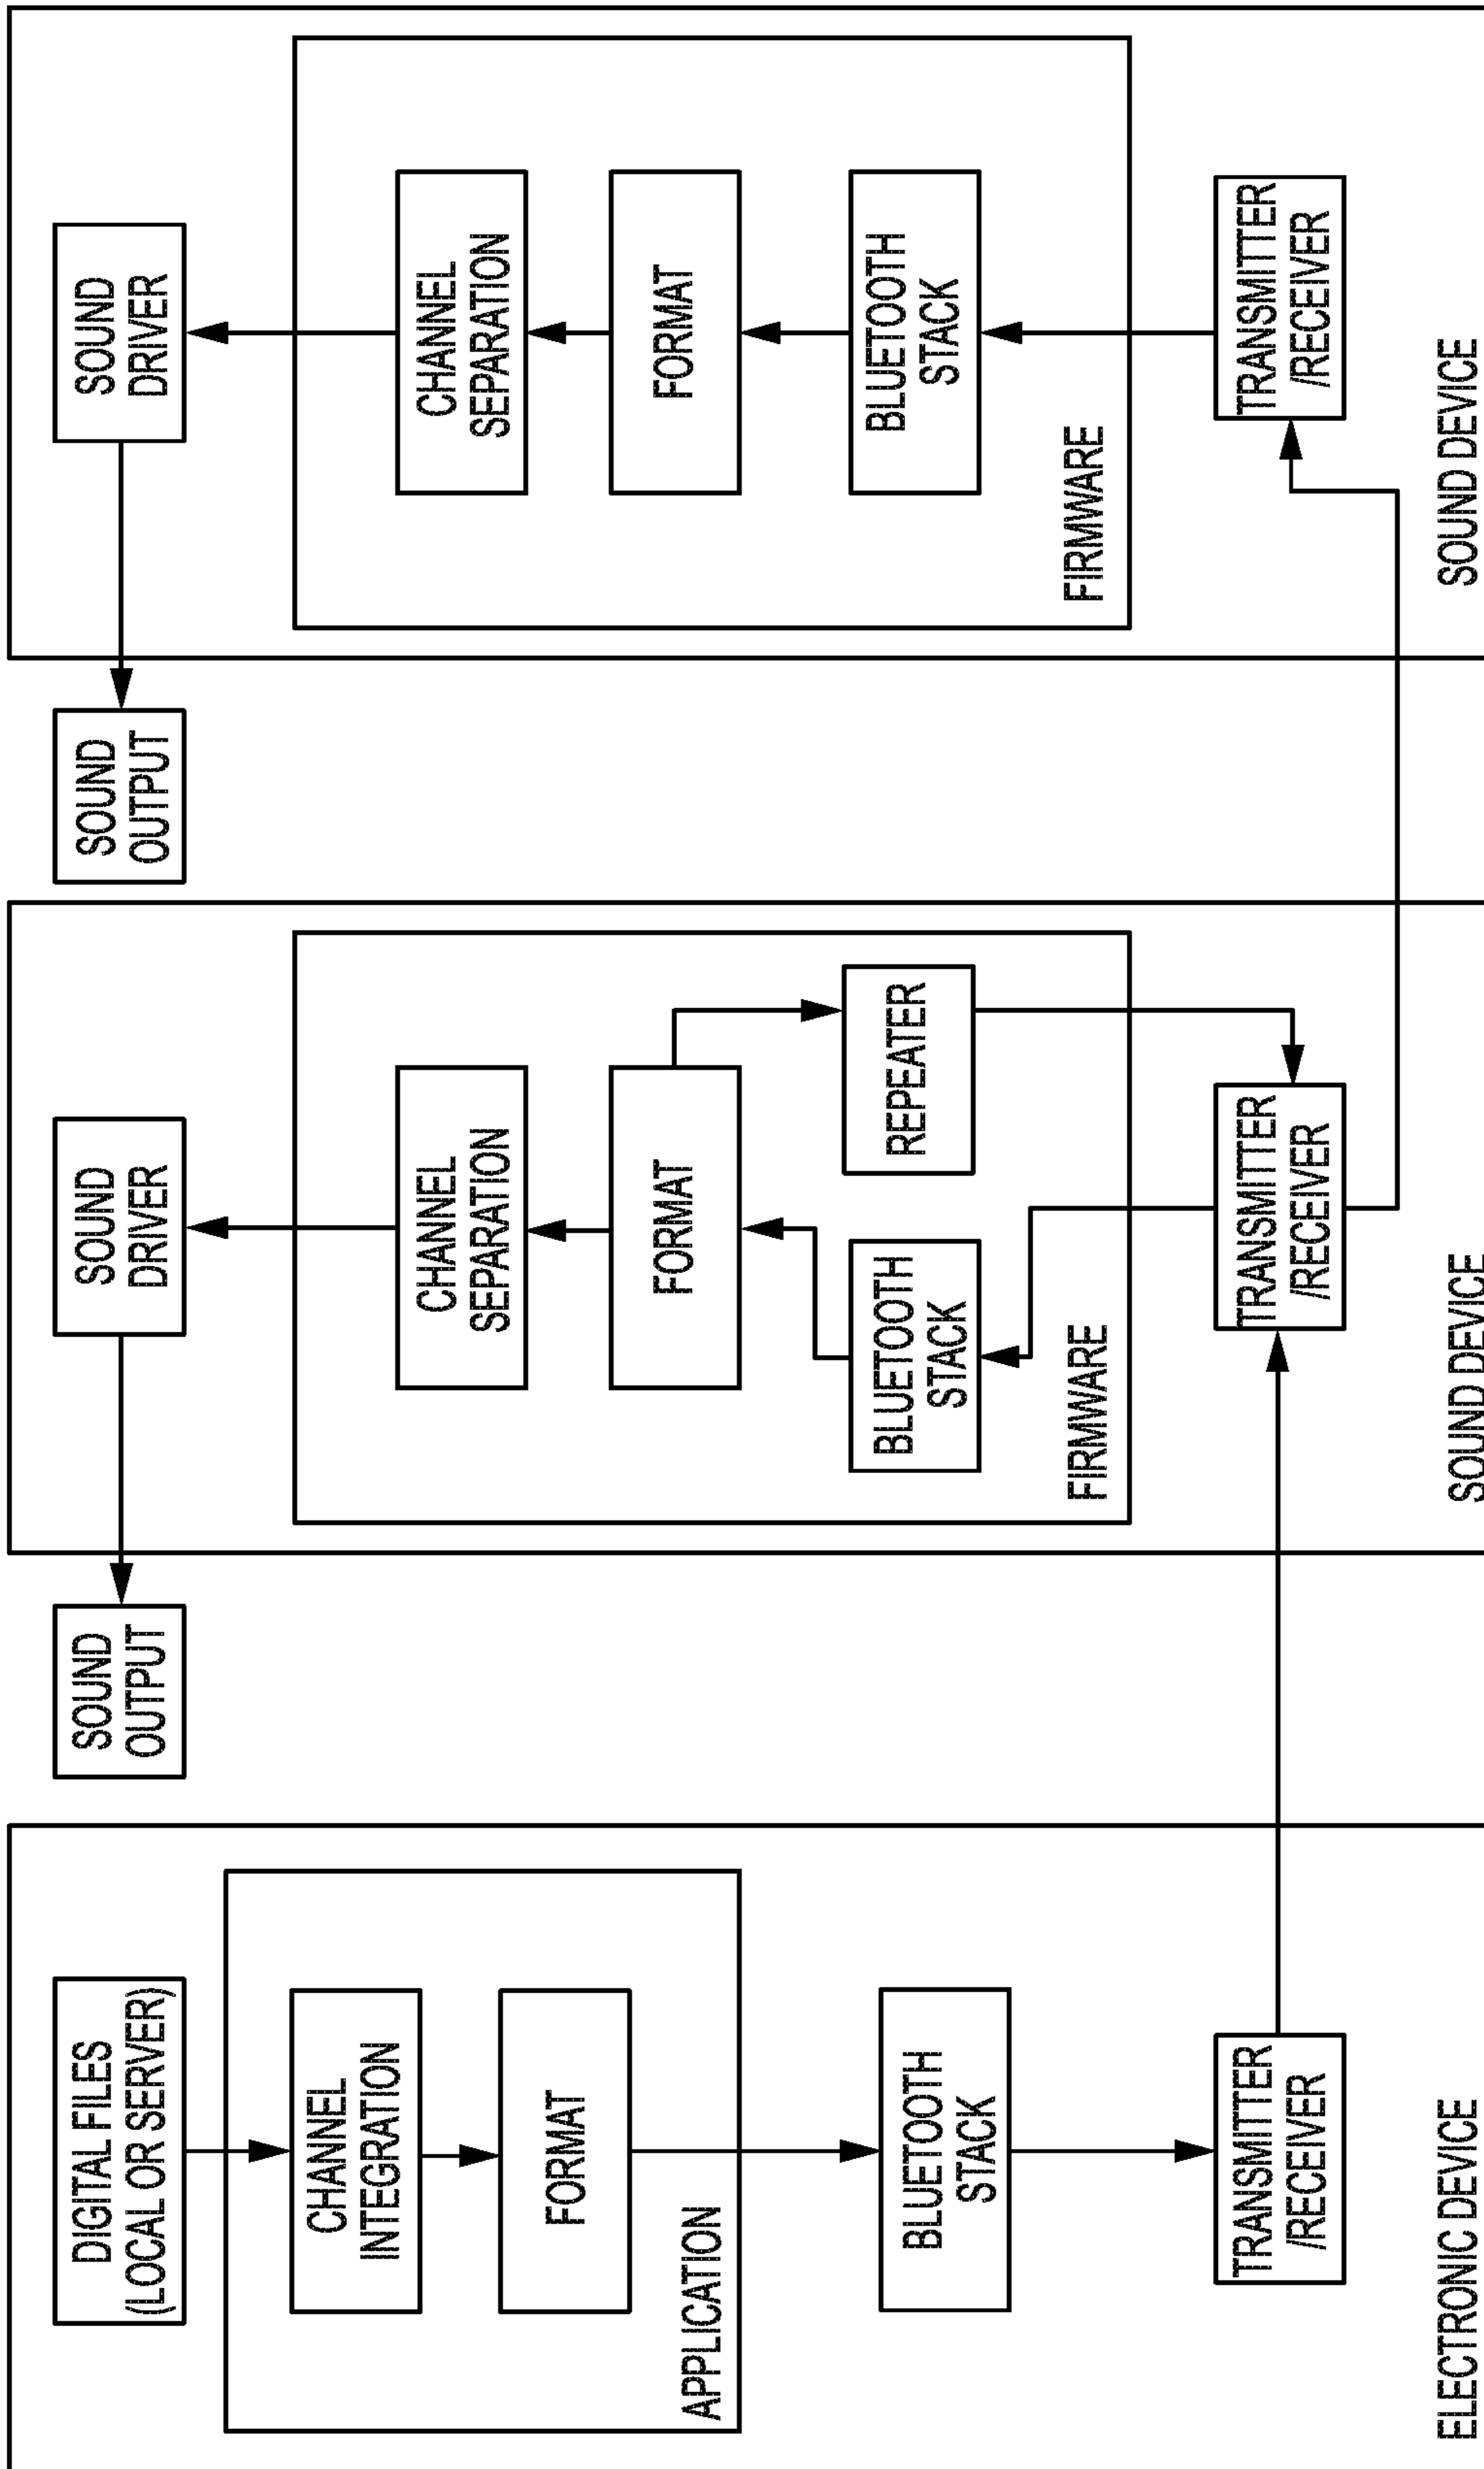 DIGITAL FILES
(LOCAL OR SERVER)
CHANNEL
INTEGRATION
FORMAT
APPLICATION
BLUETOOTH
STACK
TRANSMITTER
/RECEIVER
ELECTRONIC DEVICE
SOUND
OUTPUT
SOUND
DRIVER
CHANNEL
SEPARATION
FORMAT
REPEATER
BLUETOOTH
STACK
FIRMWARE
TRANSMITTER
/RECEIVER
SOUND DEVICE
SOUND
OUTPUT
SOUND
DRIVER
CHANNEL
SEPARATION
FORMAT
BLUETOOTH
STACK
FIRMWARE
TRANSMITTER
/RECEIVER
SOUND DEVICE